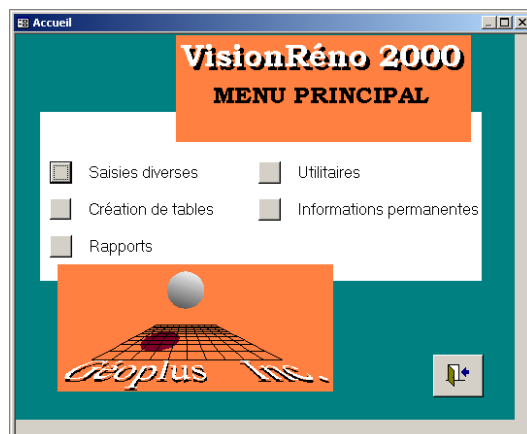 Accueil
VisionRéno 2000
MENU PRINCIPAL
Saisies diverses
Utilitaires
Création de tables
Informations permanentes
Rapports
Géoplus Inc.